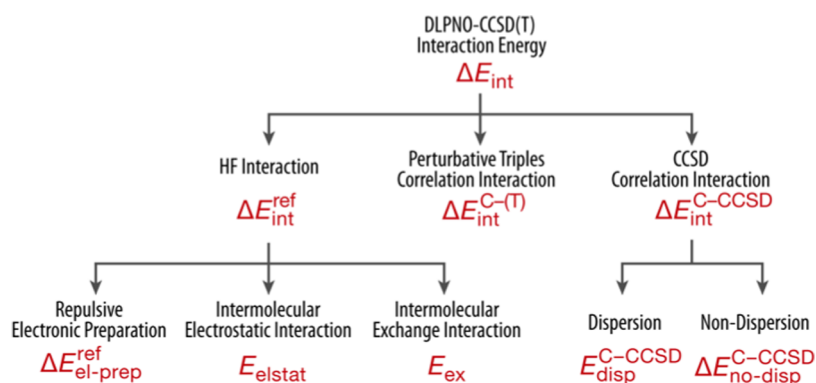 DLPNO-CCSD(T)
Interaction Energy
ΔE_int
HF Interaction
ΔE_int^ref
Perturbative Triples
Correlation Interaction
ΔE_int^C–(T)
CCSD
Correlation Interaction
ΔE_int^C–CCSD
Repulsive
Electronic Preparation
ΔE_el-prep^ref
Intermolecular
Electrostatic Interaction
E_elstat
Intermolecular
Exchange Interaction
E_ex
Dispersion
E_disp^C–CCSD
Non-Dispersion
ΔE_no-disp^C–CCSD